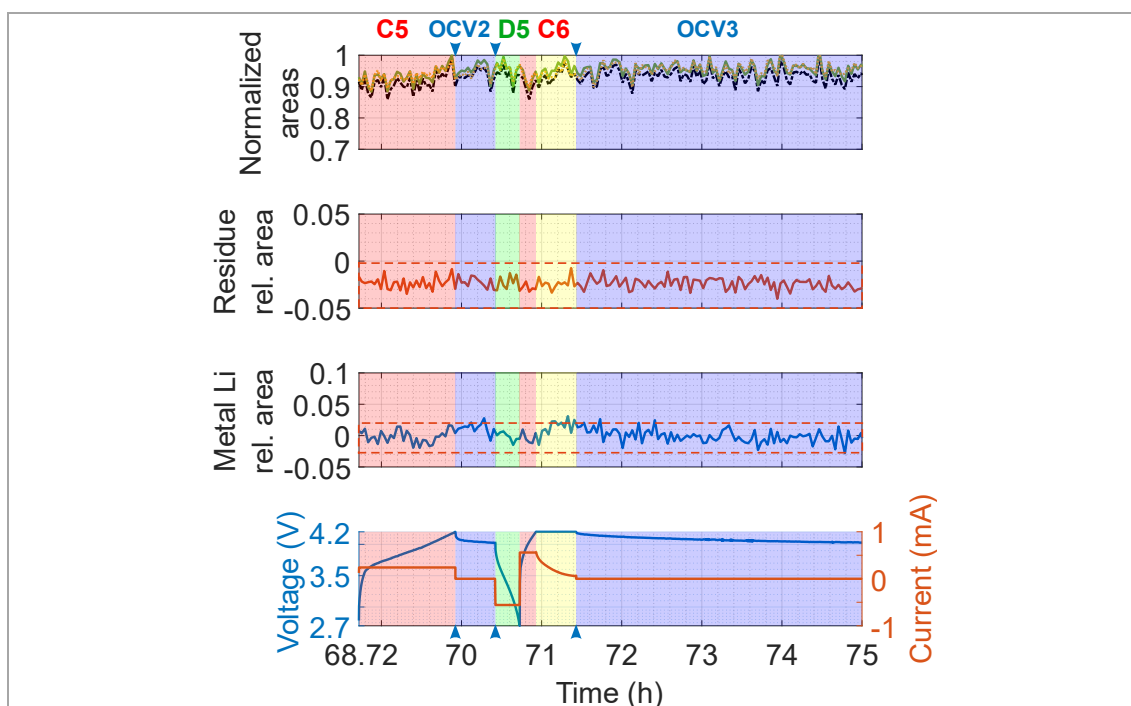 C5 OCV2 D5 C6 OCV3
Normalized
areas
1
0.9
0.8
0.7
Residue
rel. area
0.05
0
-0.05
Metal Li
rel. area
0.1
0.05
0
-0.05
Voltage (V)
4.2
3.5
2.7
1
0
-1
Current (mA)
68.72 70 71 72 73 74 75
Time (h)